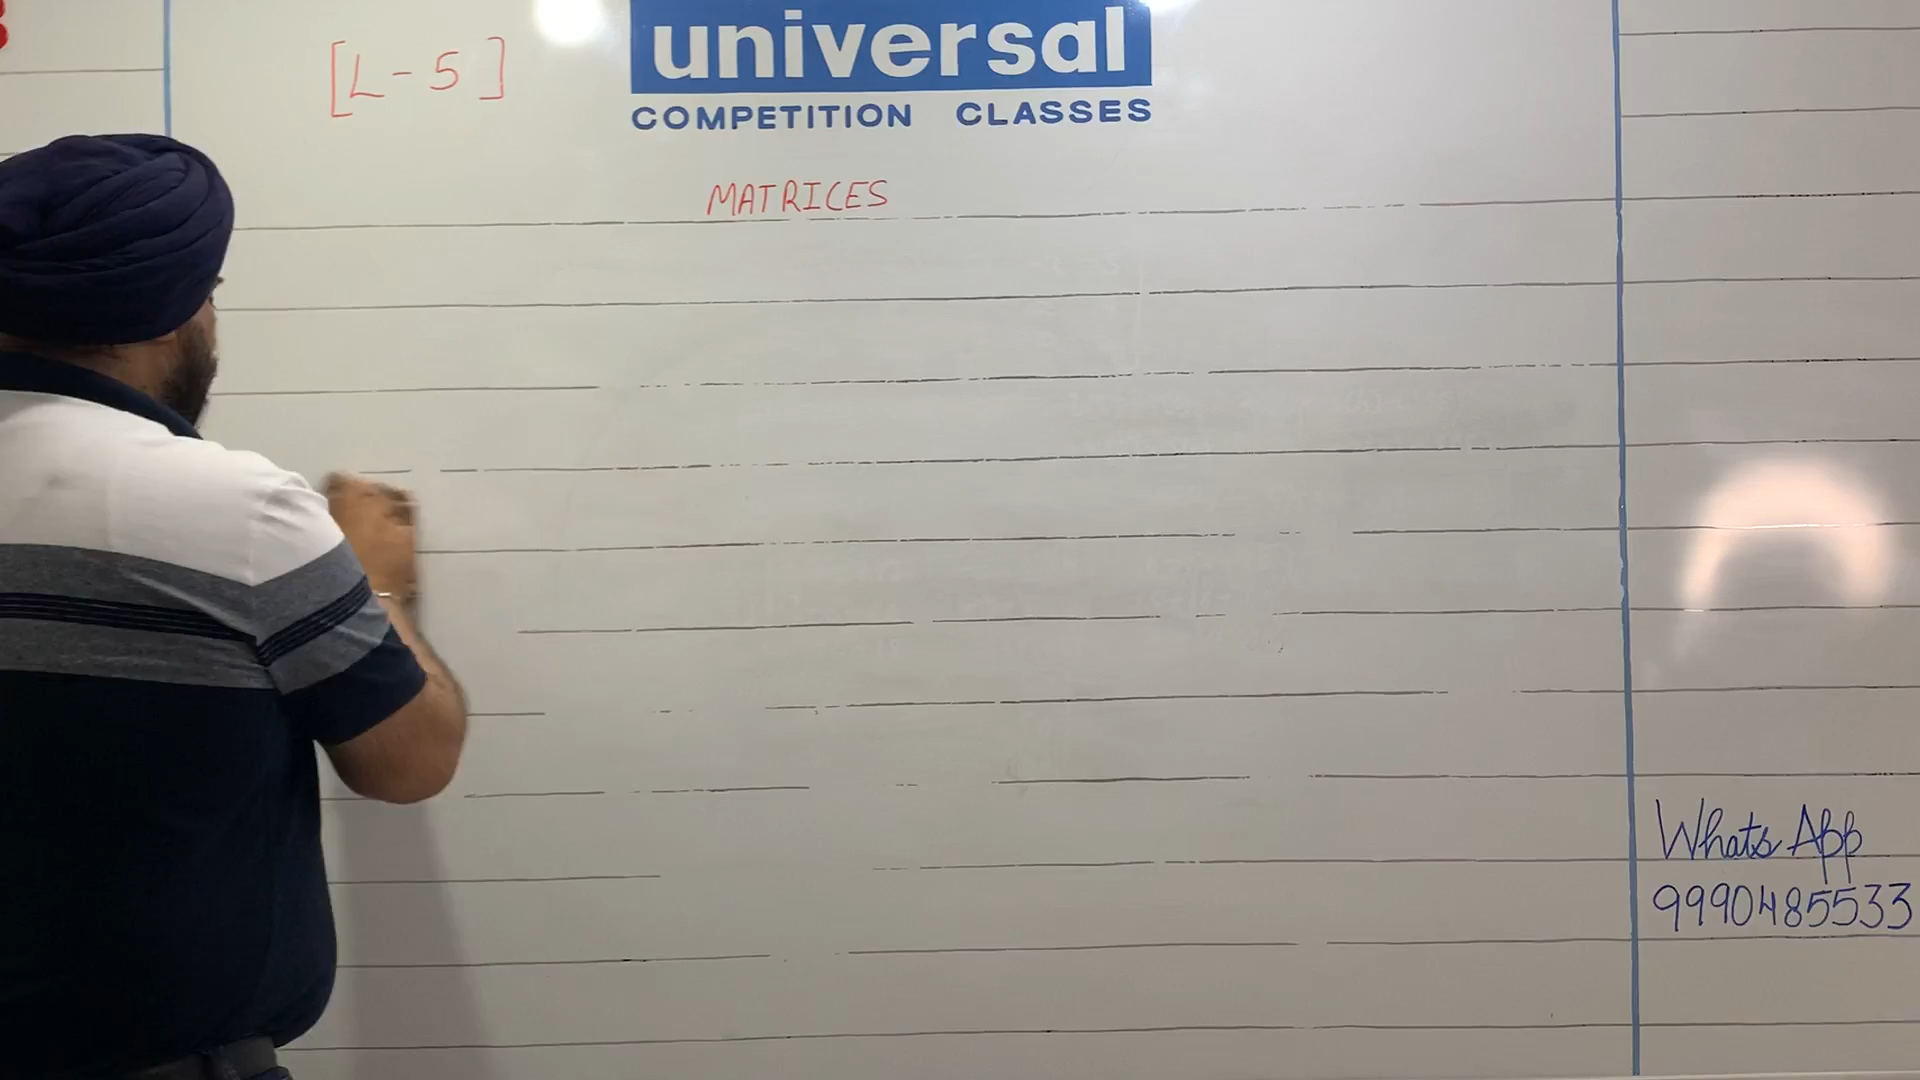 [L-5]
universal
COMPETITION CLASSES
MATRICES
Whats App
9990485533